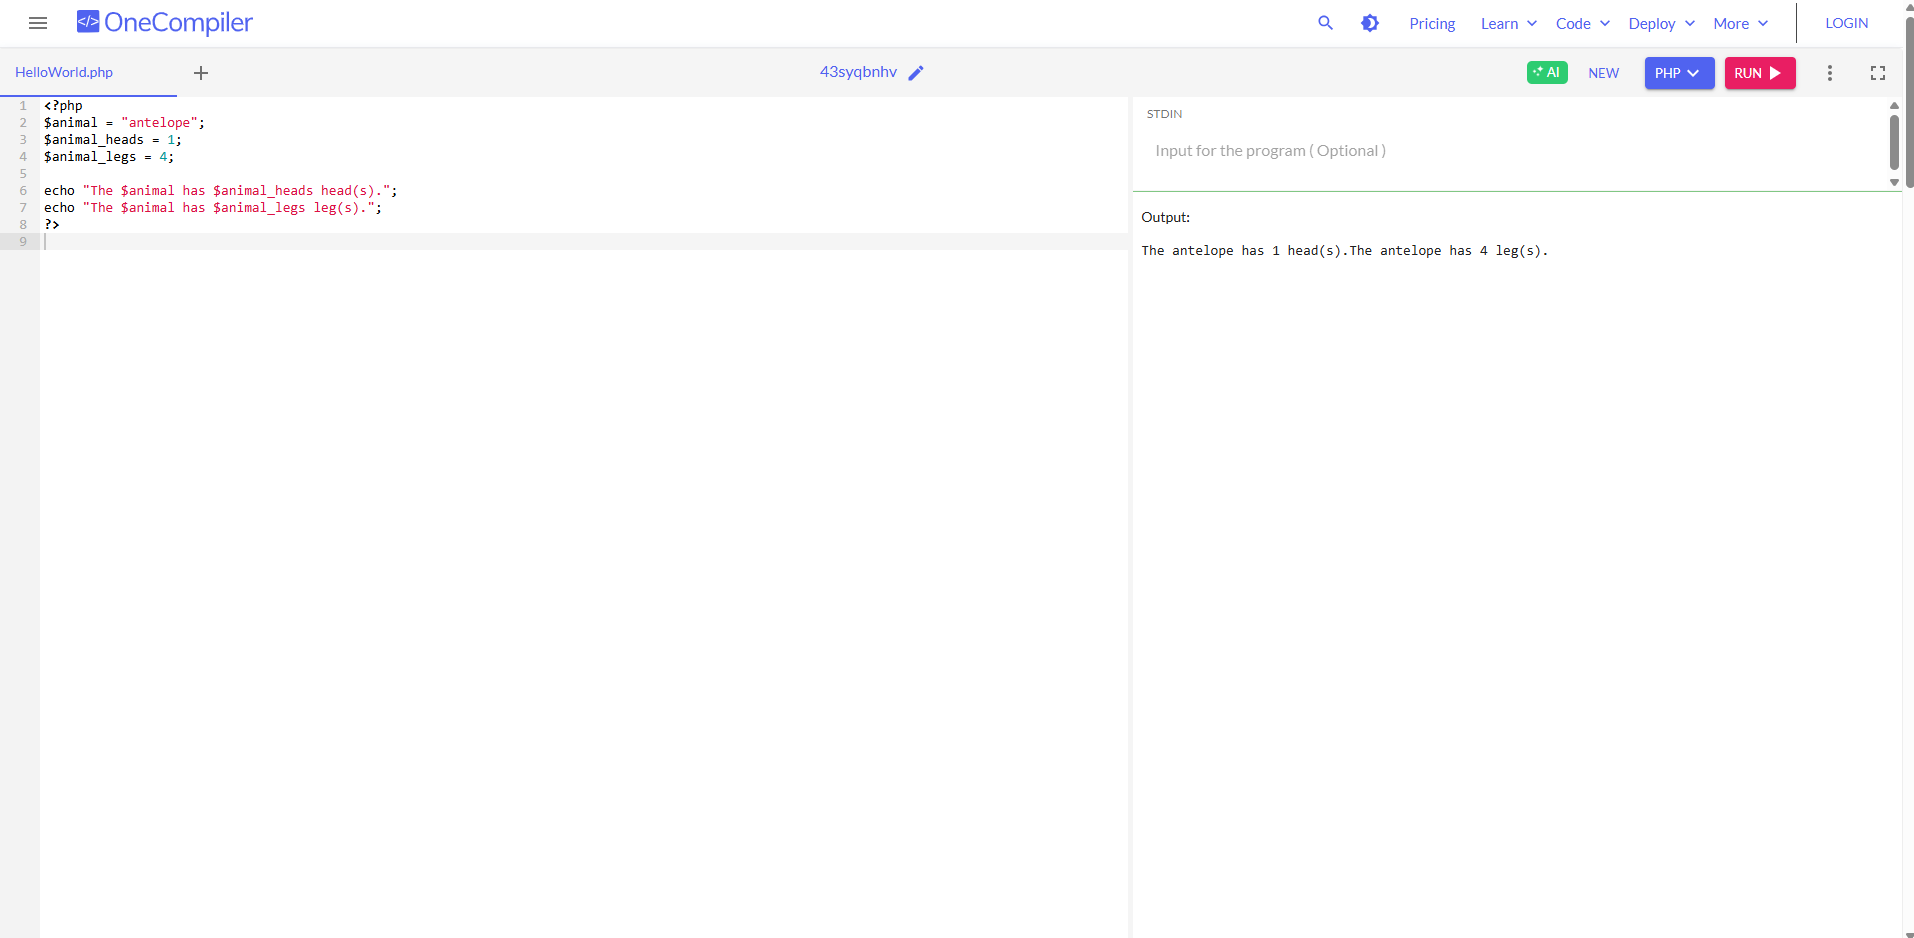 </> OneCompiler
Pricing Learn Code Deploy More LOGIN
HelloWorld.php + 43syqbnhv AI NEW PHP RUN
1 <?php
2 $animal = "antelope";
3 $animal_heads = 1;
4 $animal_legs = 4;
5
6 echo "The $animal has $animal_heads head(s).";
7 echo "The $animal has $animal_legs leg(s).";
8 ?>
9
STDIN
Input for the program ( Optional )
Output:
The antelope has 1 head(s).The antelope has 4 leg(s).